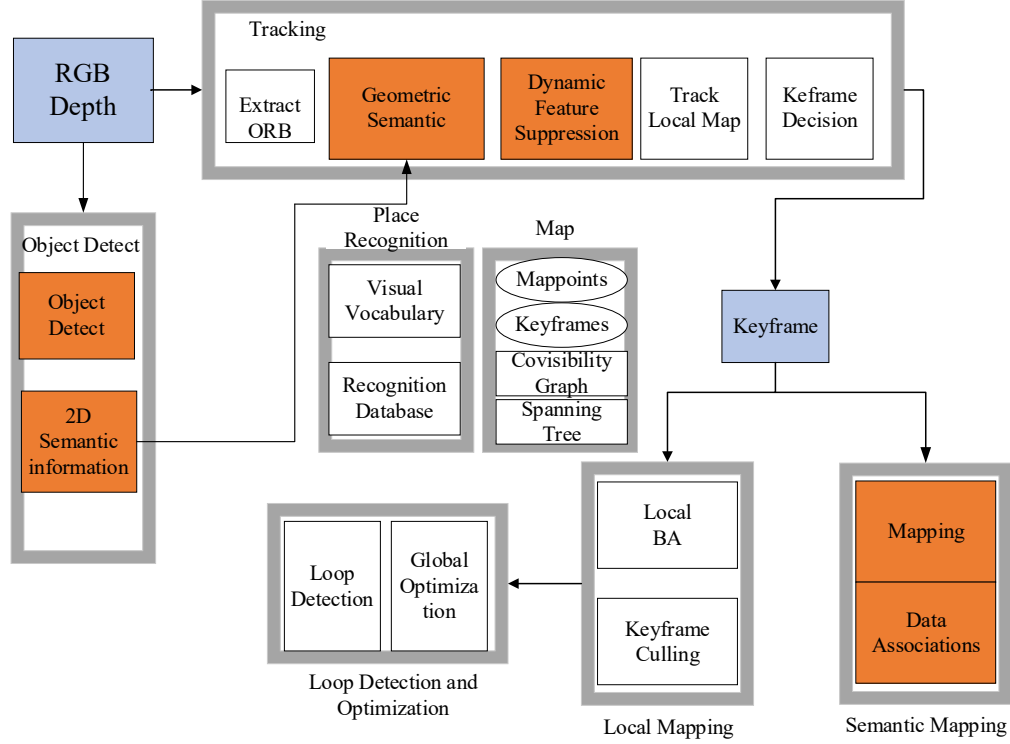 Tracking
RGB
Depth
Extract
ORB
Geometric
Semantic
Dynamic
Feature
Suppression
Track
Local Map
Keframe
Decision
Object Detect
Object
Detect
2D
Semantic
information
Place
Recognition
Visual
Vocabulary
Recognition
Database
Map
Mappoints
Keyframes
Covisibility
Graph
Spanning
Tree
Keyframe
Local
BA
Keyframe
Culling
Local Mapping
Mapping
Data
Associations
Semantic Mapping
Loop
Detection
Global
Optimiza
tion
Loop Detection and
Optimization